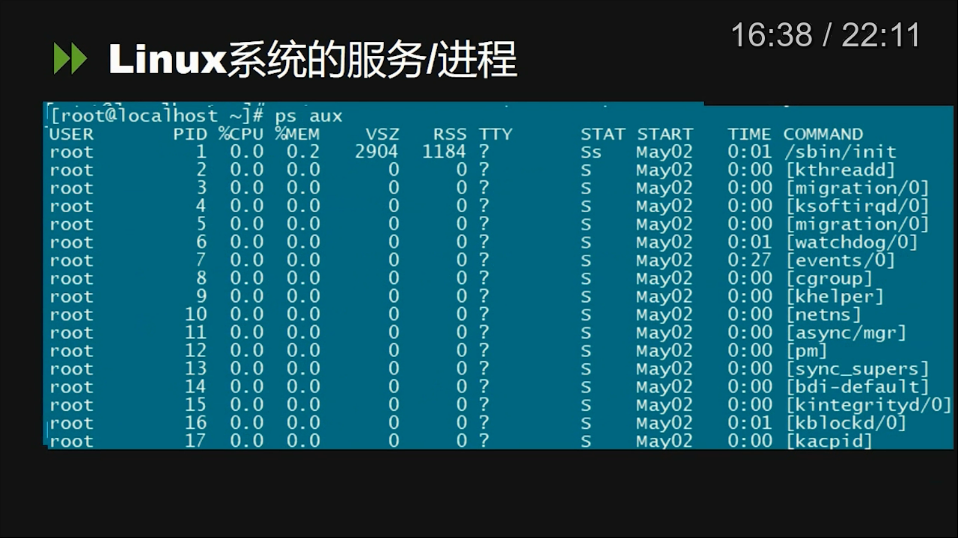 16:38 / 22:11
Linux系统的服务/进程
[root@localhost ~]# ps aux
USER PID %CPU %MEM VSZ RSS TTY STAT START TIME COMMAND
root 1 0.0 0.2 2904 1184 ? Ss May02 0:01 /sbin/init
root 2 0.0 0.0 0 0 ? S May02 0:00 [kthreadd]
root 3 0.0 0.0 0 0 ? S May02 0:00 [migration/0]
root 4 0.0 0.0 0 0 ? S May02 0:00 [ksoftirqd/0]
root 5 0.0 0.0 0 0 ? S May02 0:00 [migration/0]
root 6 0.0 0.0 0 0 ? S May02 0:01 [watchdog/0]
root 7 0.0 0.0 0 0 ? S May02 0:27 [events/0]
root 8 0.0 0.0 0 0 ? S May02 0:00 [cgroup]
root 9 0.0 0.0 0 0 ? S May02 0:00 [khelper]
root 10 0.0 0.0 0 0 ? S May02 0:00 [netns]
root 11 0.0 0.0 0 0 ? S May02 0:00 [async/mgr]
root 12 0.0 0.0 0 0 ? S May02 0:00 [pm]
root 13 0.0 0.0 0 0 ? S May02 0:00 [sync_supers]
root 14 0.0 0.0 0 0 ? S May02 0:00 [bdi-default]
root 15 0.0 0.0 0 0 ? S May02 0:00 [kintegrityd/0]
root 16 0.0 0.0 0 0 ? S May02 0:01 [kblockd/0]
root 17 0.0 0.0 0 0 ? S May02 0:00 [kacpid]